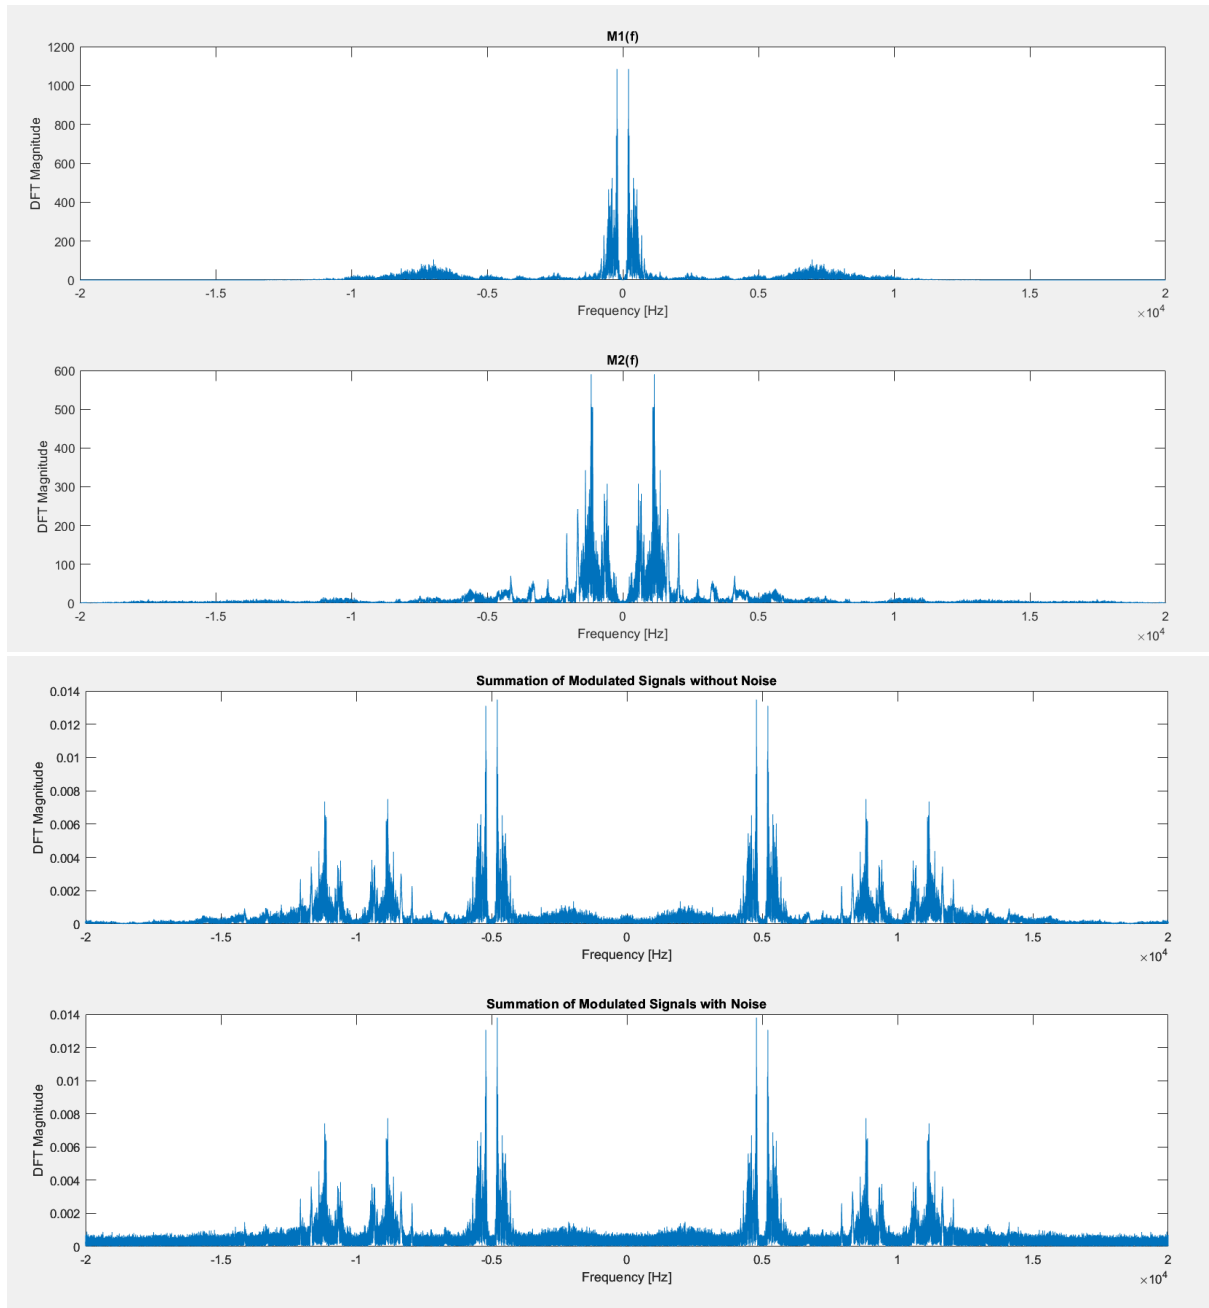 M1(f)
1200
1000
800
600
400
200
0
DFT Magnitude
-2 -1.5 -1 -0.5 0 0.5 1 1.5 2
Frequency [Hz]
×10^4
M2(f)
600
500
400
300
200
100
0
DFT Magnitude
-2 -1.5 -1 -0.5 0 0.5 1 1.5 2
Frequency [Hz]
×10^4
Summation of Modulated Signals without Noise
0.014
0.012
0.01
0.008
0.006
0.004
0.002
0
DFT Magnitude
-2 -1.5 -1 -0.5 0 0.5 1 1.5 2
Frequency [Hz]
×10^4
Summation of Modulated Signals with Noise
0.014
0.012
0.01
0.008
0.006
0.004
0.002
0
DFT Magnitude
-2 -1.5 -1 -0.5 0 0.5 1 1.5 2
Frequency [Hz]
×10^4